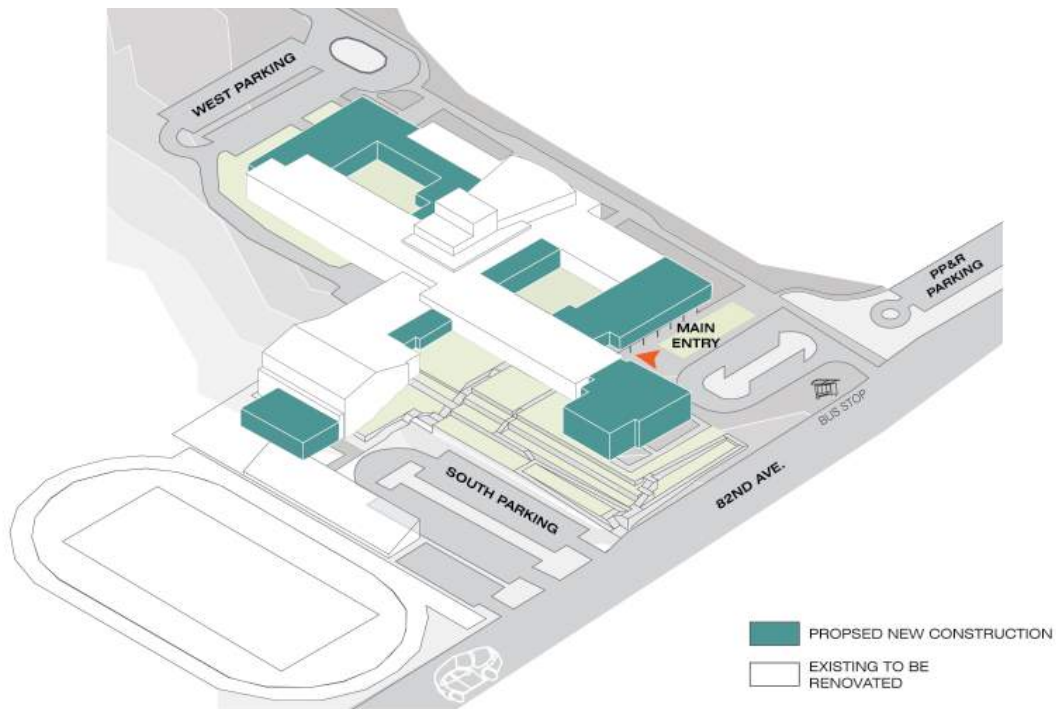 WEST PARKING
PP&R
PARKING
MAIN
ENTRY
BUS STOP
82ND AVE.
SOUTH PARKING
PROPSED NEW CONSTRUCTION
EXISTING TO BE
RENOVATED